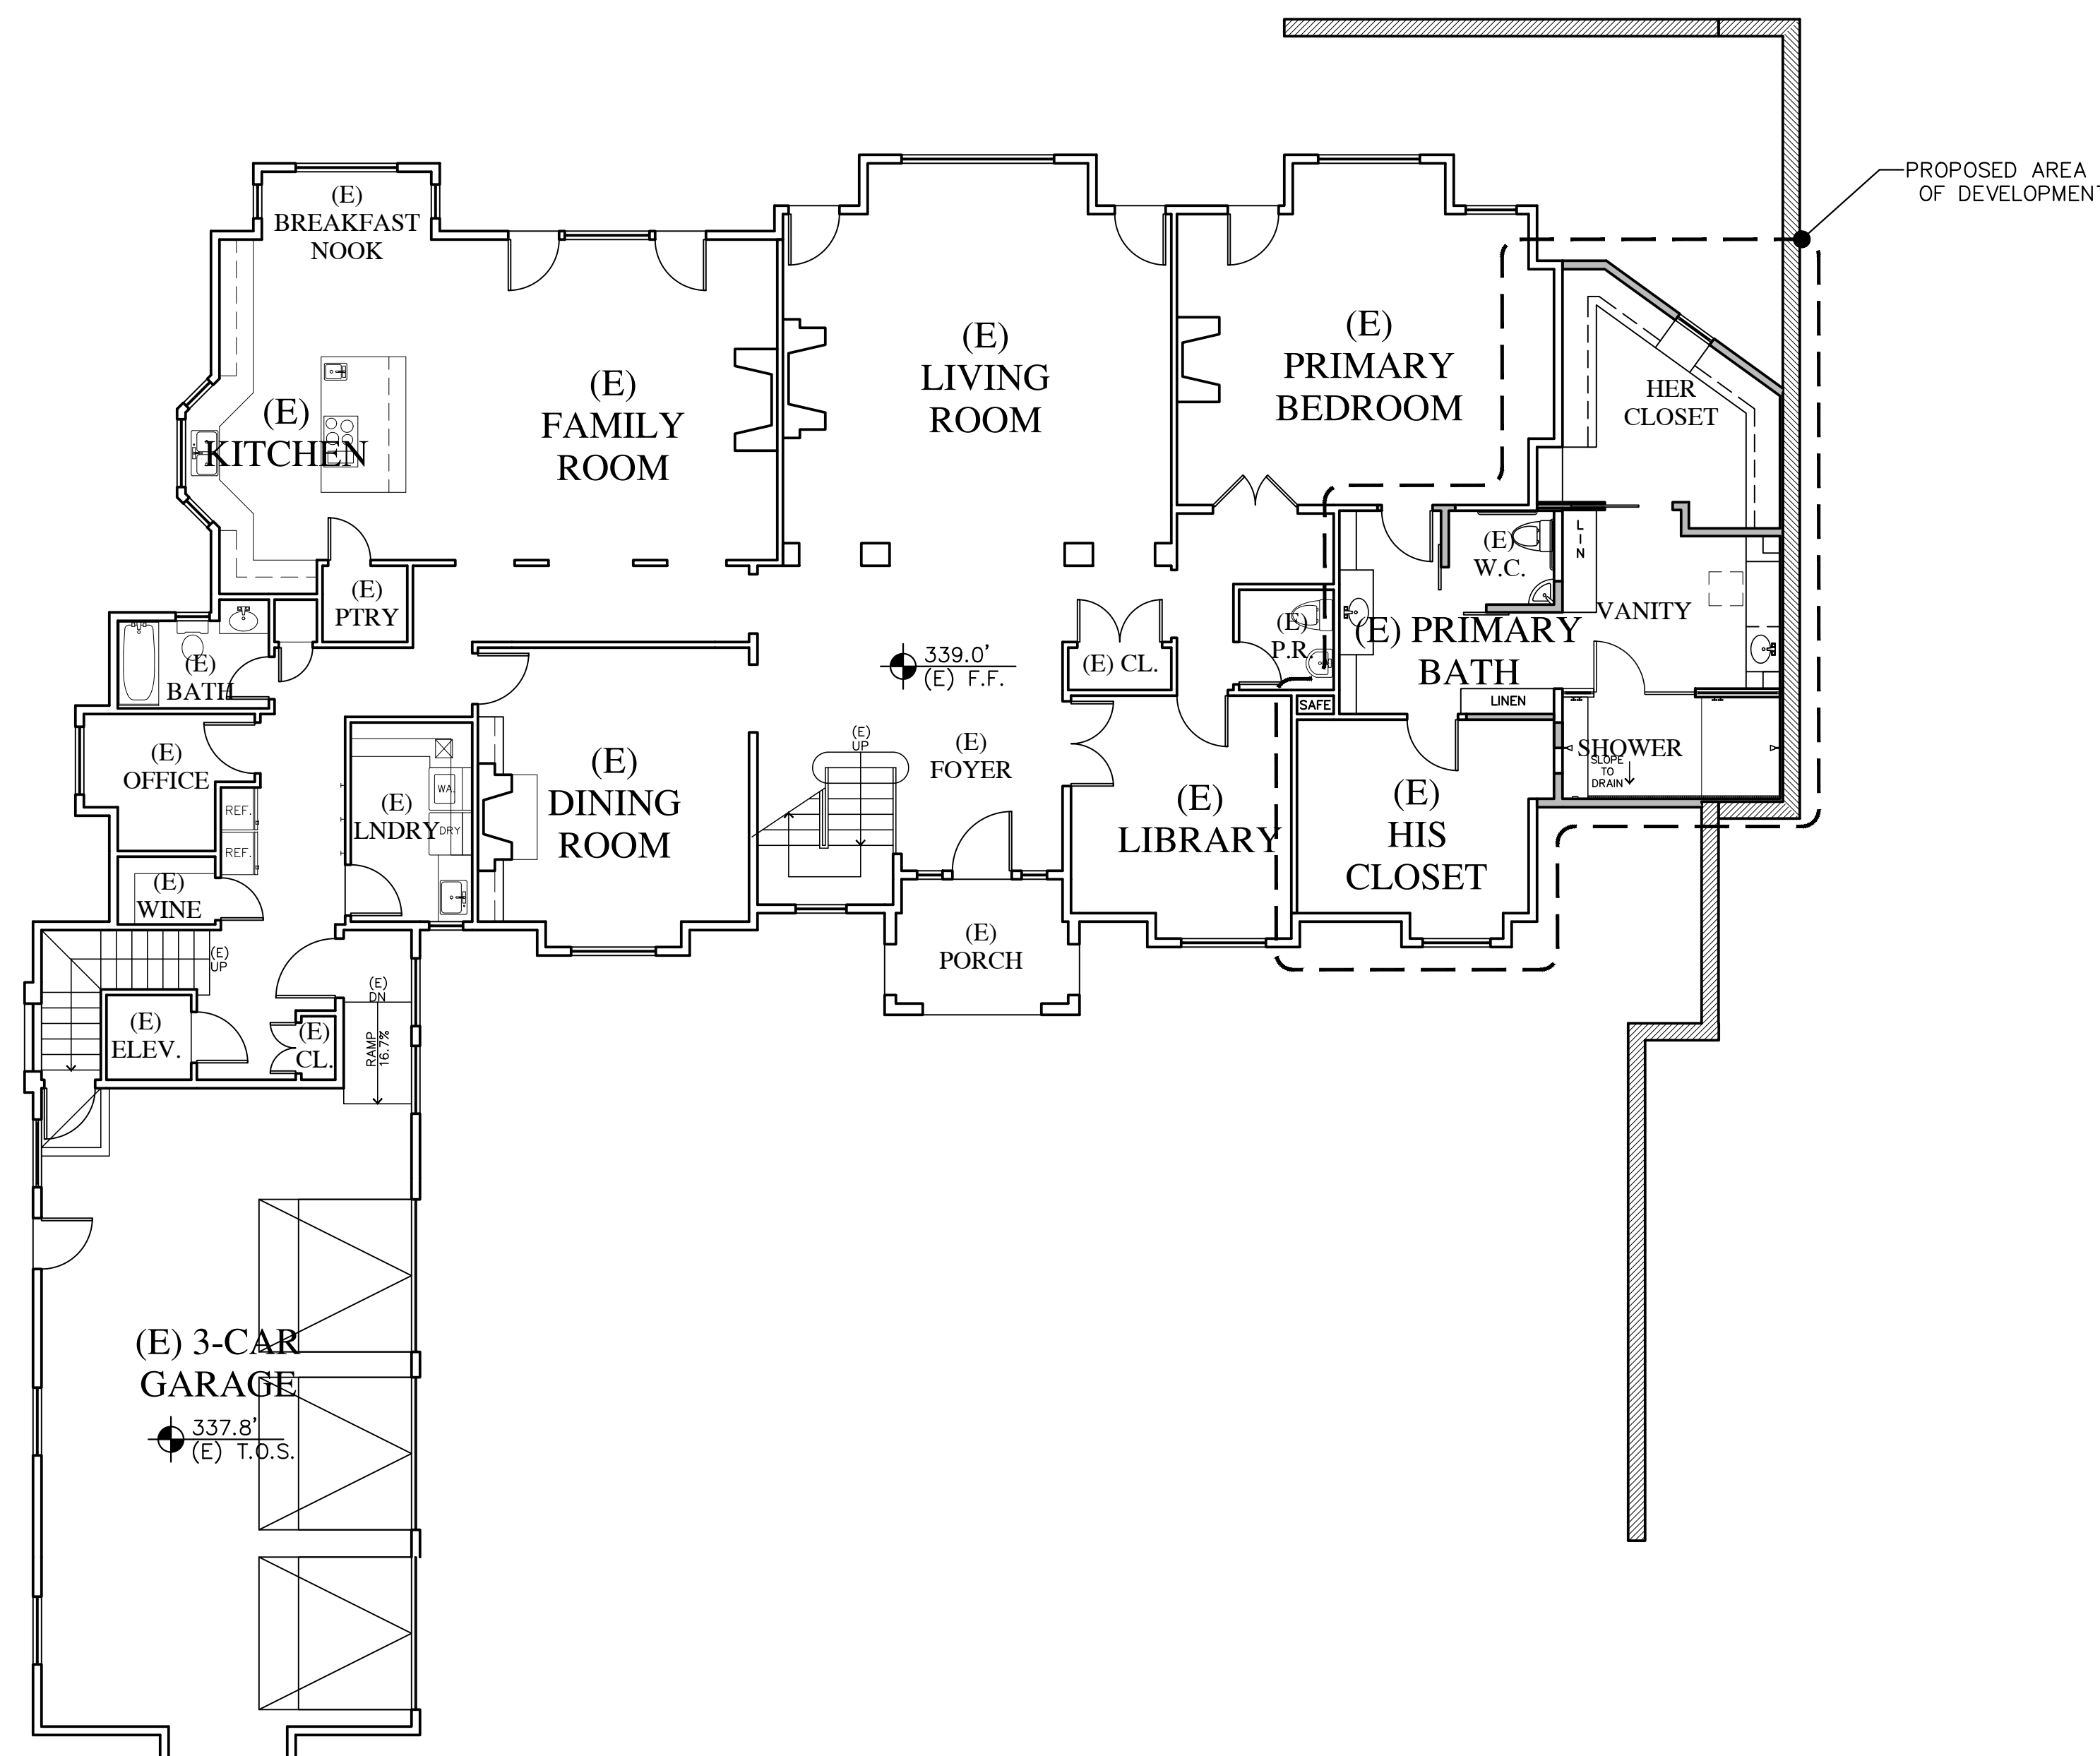 PROPOSED AREA
OF DEVELOPMENT
(E)
BREAKFAST
NOOK
(E)
KITCHEN
(E)
FAMILY
ROOM
(E)
LIVING
ROOM
(E)
PRIMARY
BEDROOM
HER
CLOSET
(E)
PTRY
(E)
BATH
(E)
OFFICE
REF.
REF.
(E)
WINE
(E)
LNDRY
WA.
DRY
(E)
DINING
ROOM
339.0'
(E) F.F.
(E)
UP
(E)
FOYER
(E) CL.
(E)
P.R.
(E)
W.C.
LIN
VANITY
(E) PRIMARY
BATH
LINEN
SAFE
SHOWER
SLOPE
TO
DRAIN
(E)
LIBRARY
(E)
HIS
CLOSET
(E)
PORCH
(E)
UP
(E)
DN
RAMP
16.7%
(E)
ELEV.
(E)
CL.
(E) 3-CAR
GARAGE
337.8'
(E) T.O.S.